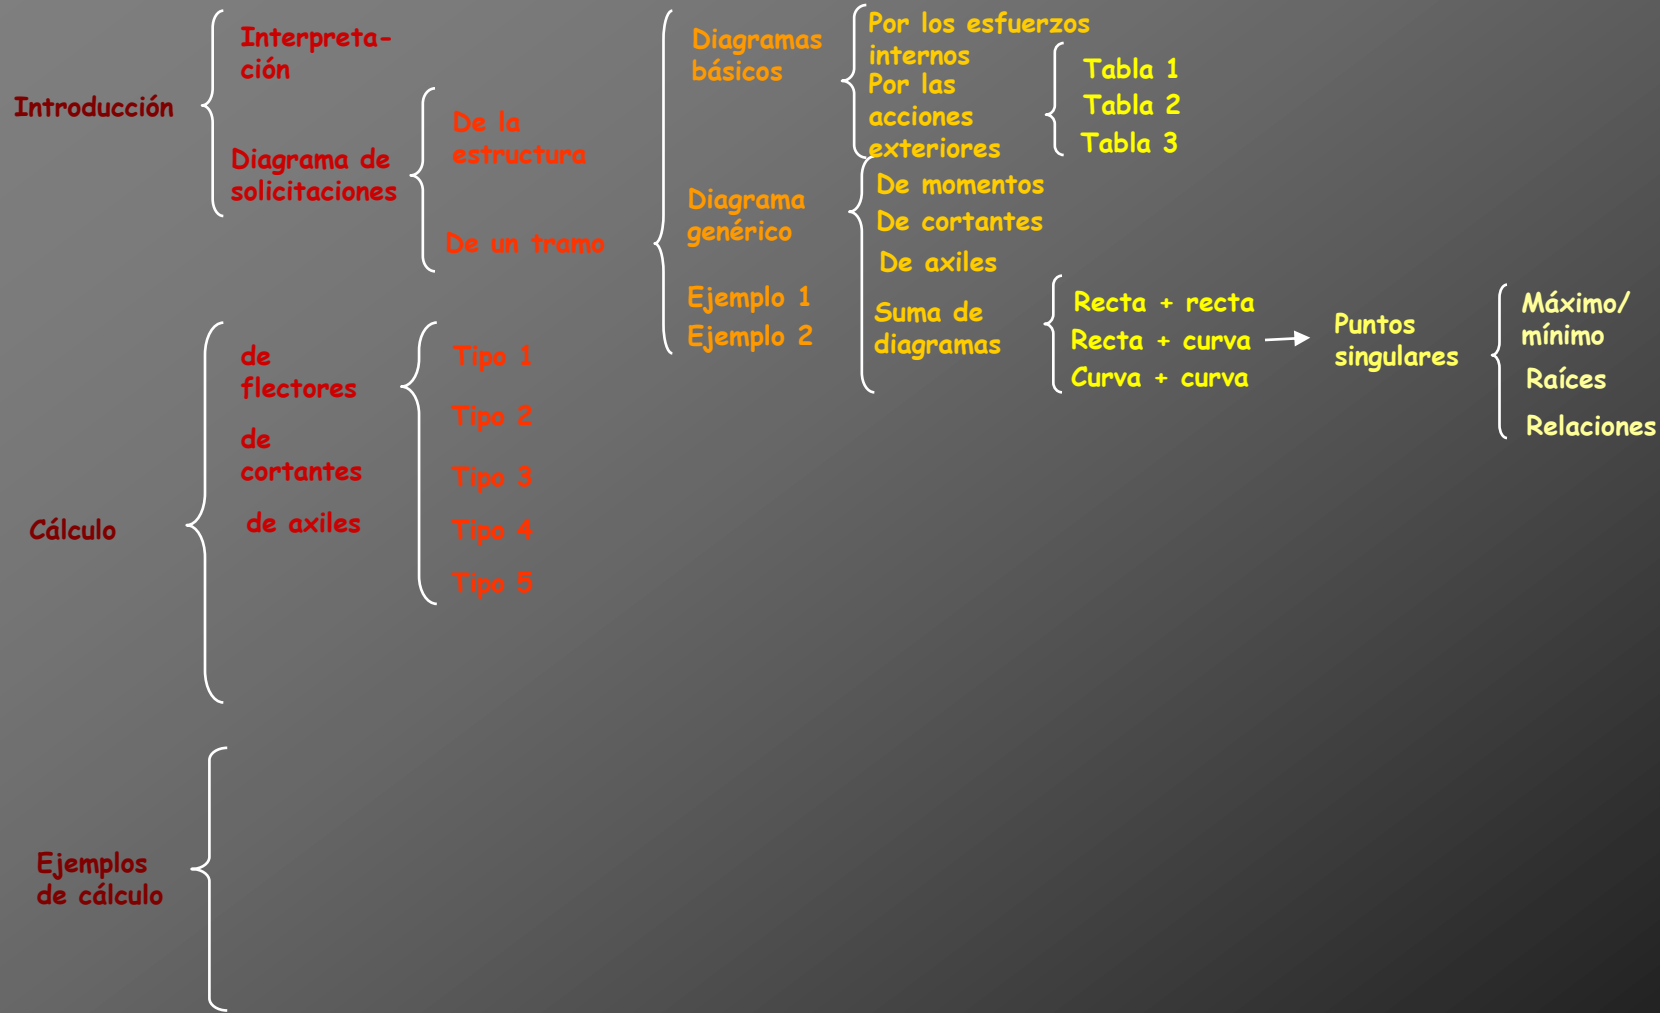 Introducción
Interpreta-
ción
Diagrama de
solicitaciones
De la
estructura
De un tramo
Diagramas
básicos
Por los esfuerzos
internos
Por las
acciones
exteriores
Tabla 1
Tabla 2
Tabla 3
Diagrama
genérico
De momentos
De cortantes
De axiles
Suma de
diagramas
Recta + recta
Recta + curva
Curva + curva
Puntos
singulares
Máximo/
mínimo
Raíces
Relaciones
Ejemplo 1
Ejemplo 2
Cálculo
de
flectores
Tipo 1
Tipo 2
Tipo 3
Tipo 4
Tipo 5
de
cortantes
de axiles
Ejemplos
de cálculo